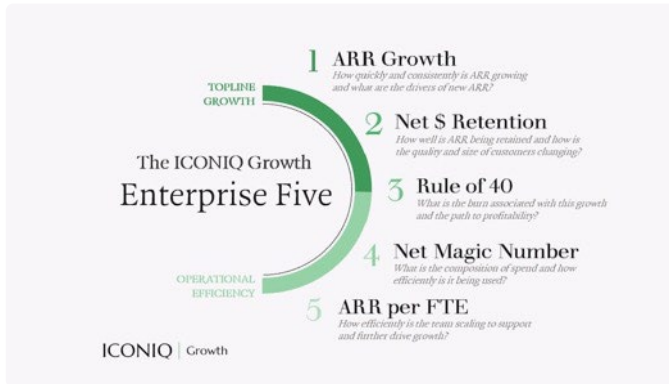 1 ARR Growth
How quickly and consistently is ARR growing
and what are the drivers of new ARR?
TOPLINE
GROWTH
2 Net $ Retention
How well is ARR being retained and how is
the quality and size of customers changing?
The ICONIQ Growth
Enterprise Five
3 Rule of 40
What is the burn associated with this growth
and the path to profitability?
4 Net Magic Number
What is the composition of spend and how
efficiently is it being used?
OPERATIONAL
EFFICIENCY
5 ARR per FTE
How efficiently is the team scaling to support
and further drive growth?
ICONIQ | Growth